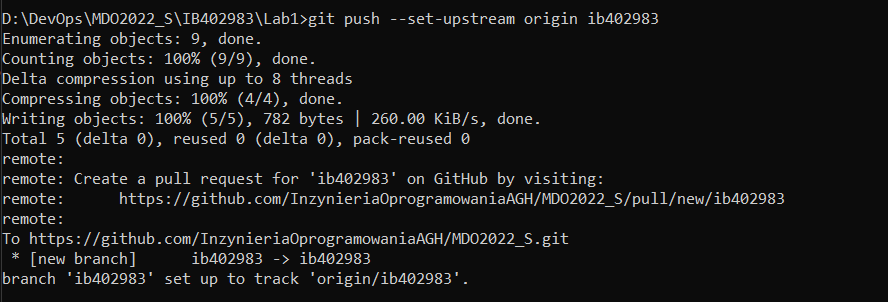 D:\DevOps\MDO2022_S\IB402983\Lab1>git push --set-upstream origin ib402983
Enumerating objects: 9, done.
Counting objects: 100% (9/9), done.
Delta compression using up to 8 threads
Compressing objects: 100% (4/4), done.
Writing objects: 100% (5/5), 782 bytes | 260.00 KiB/s, done.
Total 5 (delta 0), reused 0 (delta 0), pack-reused 0
remote:
remote: Create a pull request for 'ib402983' on GitHub by visiting:
remote:      https://github.com/InzynieriaOprogramowaniaAGH/MDO2022_S/pull/new/ib402983
remote:
To https://github.com/InzynieriaOprogramowaniaAGH/MDO2022_S.git
 * [new branch]      ib402983 -> ib402983
branch 'ib402983' set up to track 'origin/ib402983'.